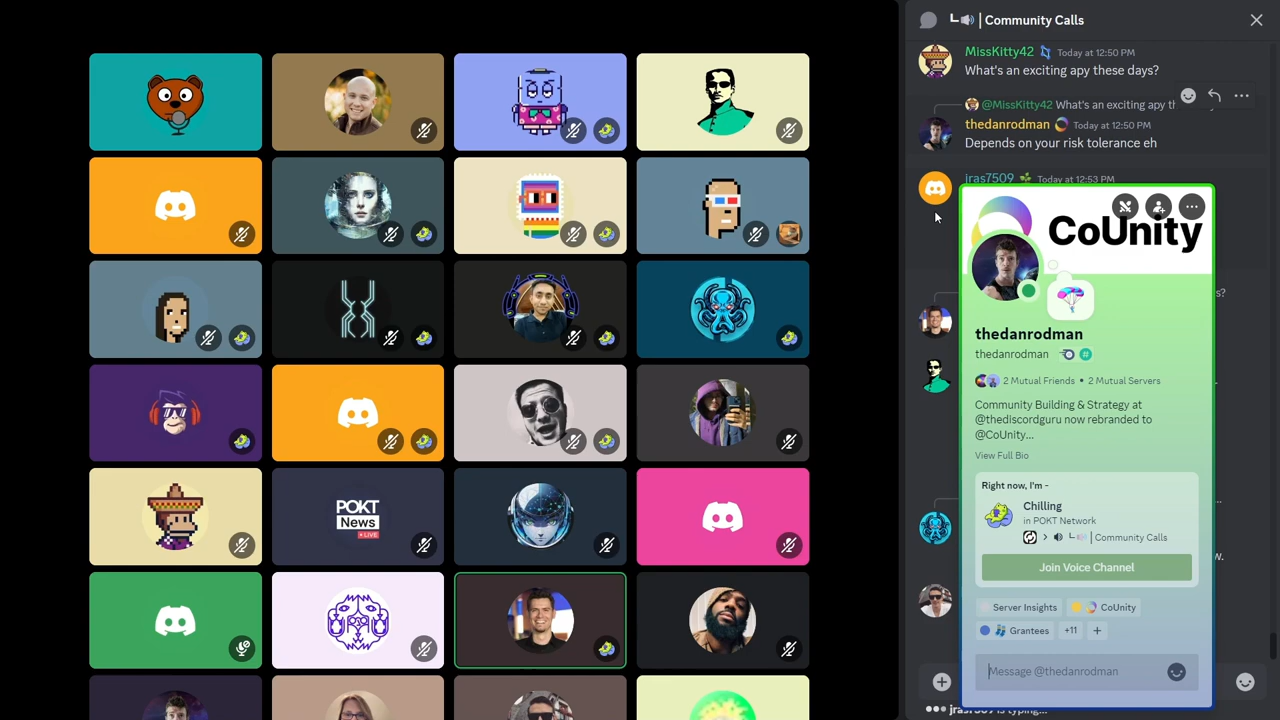 ┗🔊 | Community Calls
MissKitty42 Today at 12:50 PM
What's an exciting apy these days?
@MissKitty42 What's an exciting apy th
thedanrodman Today at 12:50 PM
Depends on your risk tolerance eh
jras7509 Today at 12:53 PM
CoUnity
s?
thedanrodman
thedanrodman
2 Mutual Friends • 2 Mutual Servers
Community Building & Strategy at
@thediscordguru now rebranded to
@CoUnity...
View Full Bio
Right now, I'm -
Chilling
in POKT Network
┗🔊 | Community Calls
w.
Join Voice Channel
Server Insights CoUnity
Grantees +11 +
Message @thedanrodman
jras7509 is typing...
POKT
News
LIVE